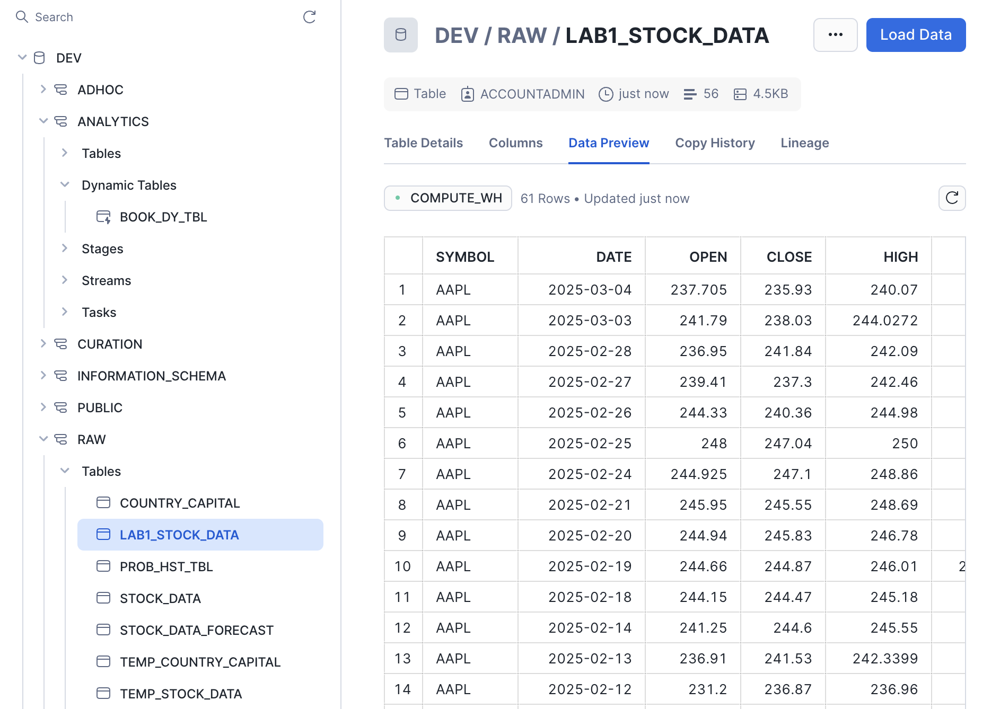 Search
DEV
ADHOC
ANALYTICS
Tables
Dynamic Tables
BOOK_DY_TBL
Stages
Streams
Tasks
CURATION
INFORMATION_SCHEMA
PUBLIC
RAW
Tables
COUNTRY_CAPITAL
LAB1_STOCK_DATA
PROB_HST_TBL
STOCK_DATA
STOCK_DATA_FORECAST
TEMP_COUNTRY_CAPITAL
TEMP_STOCK_DATA
DEV / RAW / LAB1_STOCK_DATA
... Load Data
Table ACCOUNTADMIN just now 56 4.5KB
Table Details Columns Data Preview Copy History Lineage
COMPUTE_WH 61 Rows • Updated just now
SYMBOL DATE OPEN CLOSE HIGH
1 AAPL 2025-03-04 237.705 235.93 240.07
2 AAPL 2025-03-03 241.79 238.03 244.0272
3 AAPL 2025-02-28 236.95 241.84 242.09
4 AAPL 2025-02-27 239.41 237.3 242.46
5 AAPL 2025-02-26 244.33 240.36 244.98
6 AAPL 2025-02-25 248 247.04 250
7 AAPL 2025-02-24 244.925 247.1 248.86
8 AAPL 2025-02-21 245.95 245.55 248.69
9 AAPL 2025-02-20 244.94 245.83 246.78
10 AAPL 2025-02-19 244.66 244.87 246.01 2
11 AAPL 2025-02-18 244.15 244.47 245.18
12 AAPL 2025-02-14 241.25 244.6 245.55
13 AAPL 2025-02-13 236.91 241.53 242.3399
14 AAPL 2025-02-12 231.2 236.87 236.96